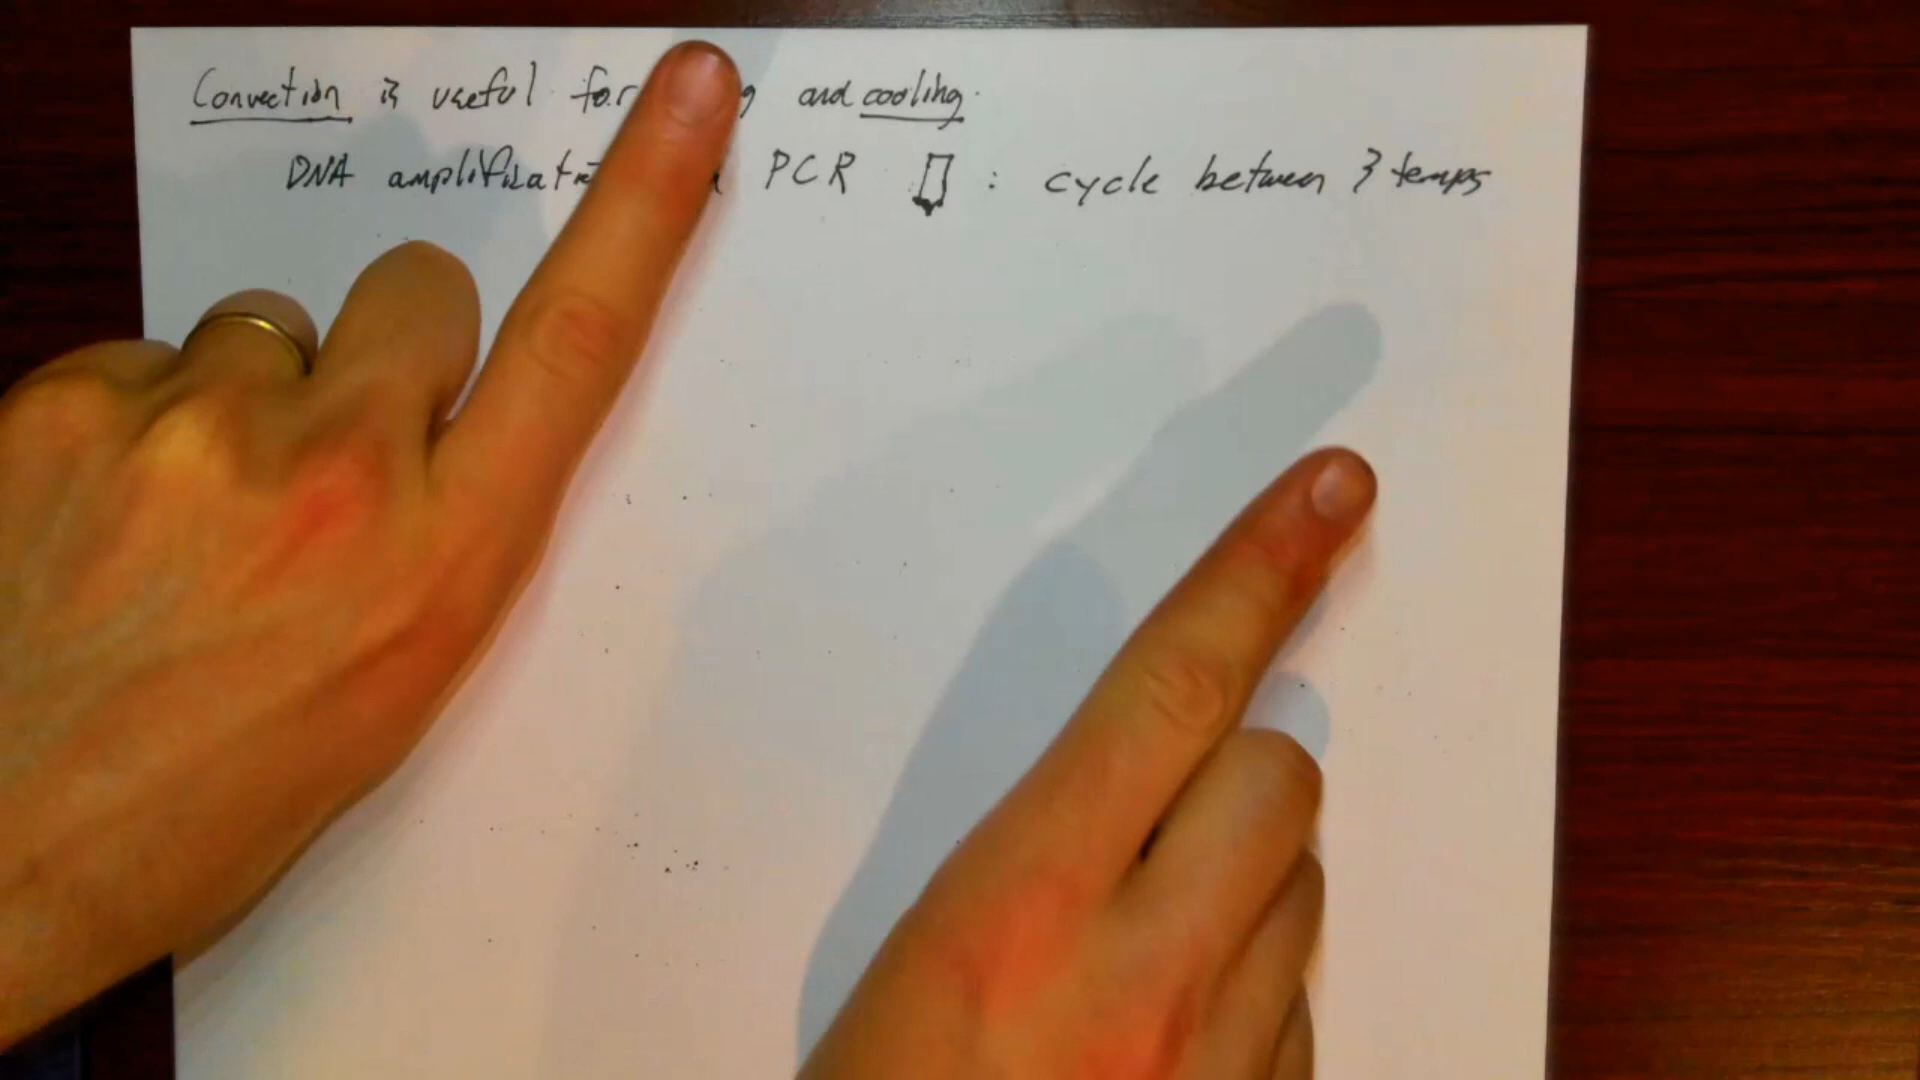 Convection is useful for and cooling.
DNA PCR : cycle between 3 temps